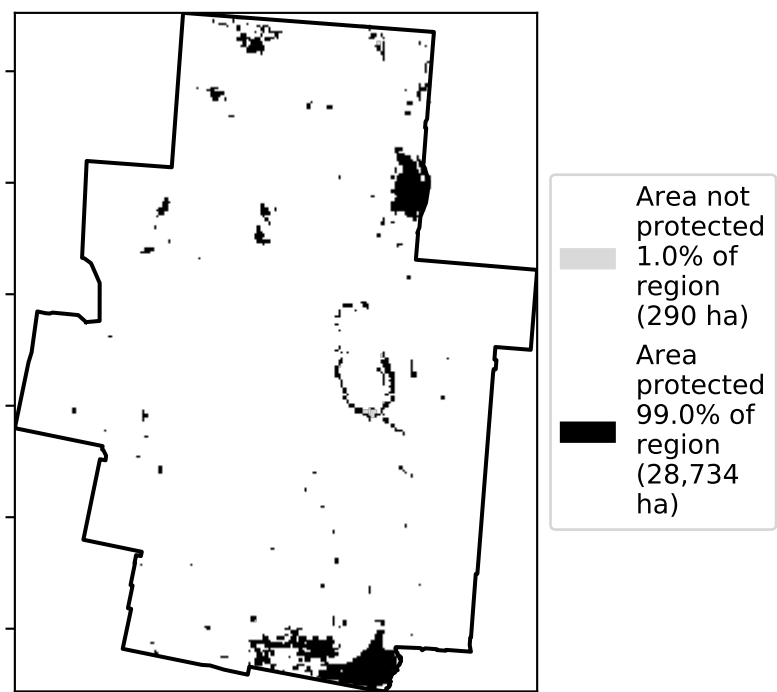 Area not
protected
1.0% of
region
(290 ha)
Area
protected
99.0% of
region
(28,734
ha)